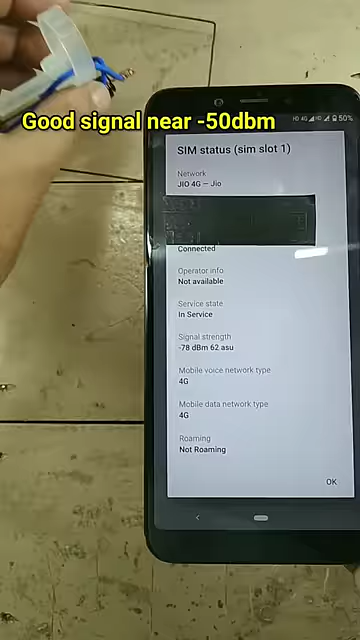 Good signal near -50dbm
50%
SIM status (sim slot 1)
Network
JIO 4G — Jio
Connected
Operator info
Not available
Service state
In Service
Signal strength
-78 dBm 62 asu
Mobile voice network type
4G
Mobile data network type
4G
Roaming
Not Roaming
OK